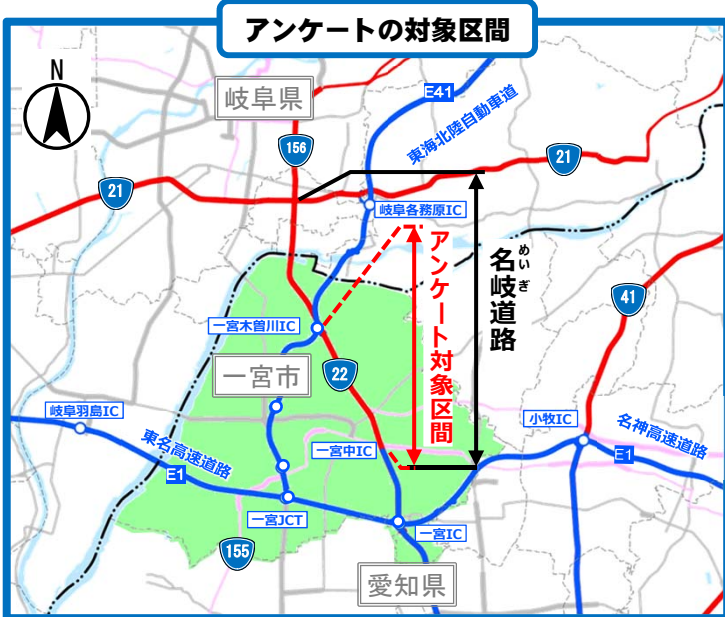 アンケートの対象区間
N
岐阜県
E41
東海北陸自動車道
156
21
21
岐阜各務原IC
アンケート対象区間
めいぎ
名岐道路
41
一宮木曽川IC
一宮市
22
岐阜羽島IC
東名高速道路
E1
一宮中IC
小牧IC
名神高速道路
E1
一宮JCT
一宮IC
155
愛知県